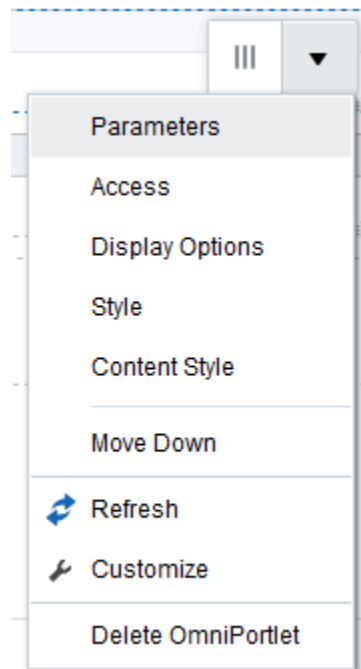 Parameters
Access
Display Options
Style
Content Style
Move Down
Refresh
Customize
Delete OmniPortlet